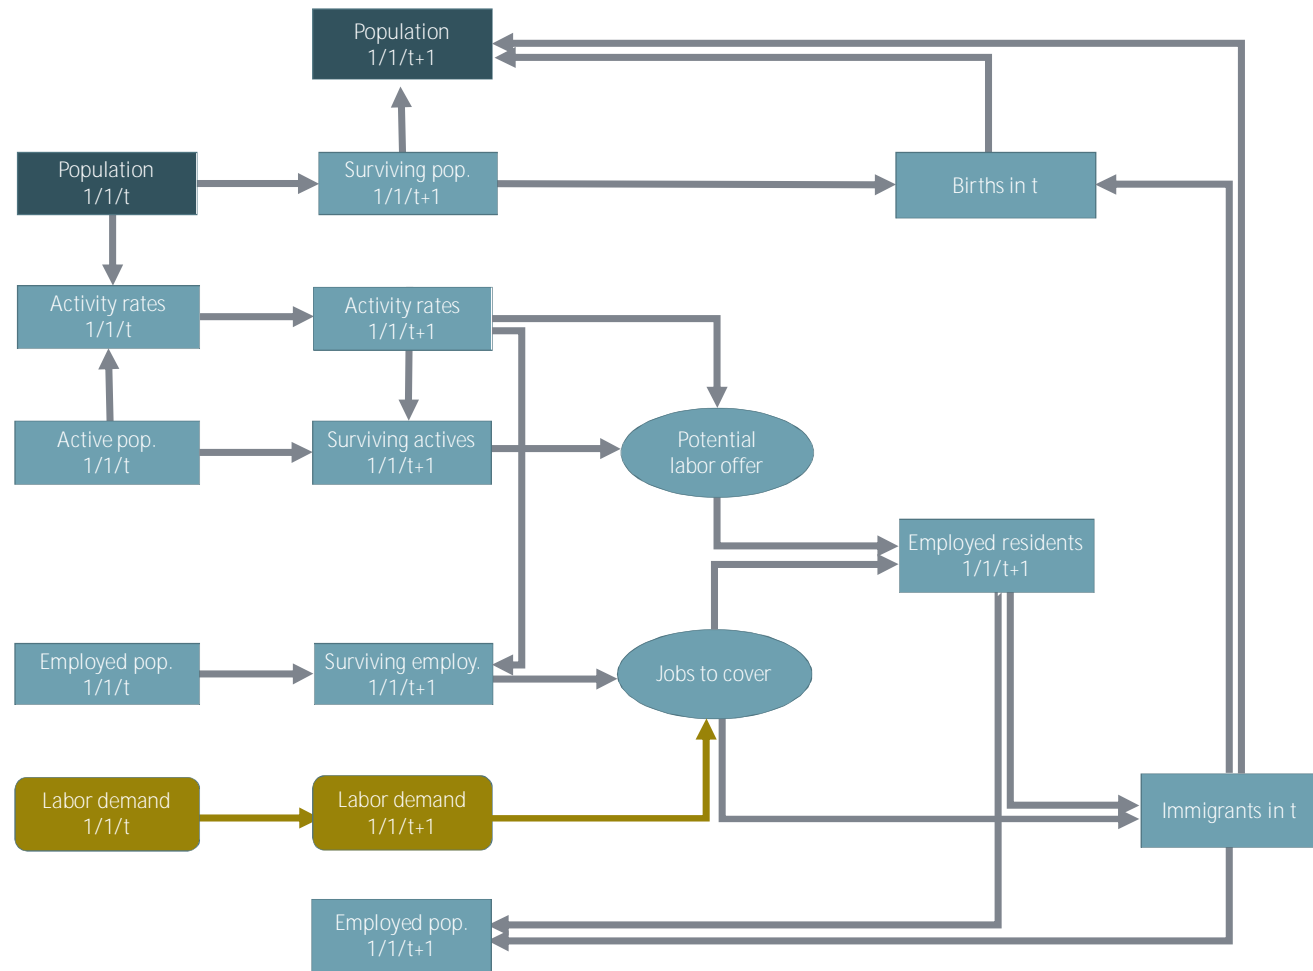 Population
1/1/t+1
Population
1/1/t
Surviving pop.
1/1/t+1
Births in t
Activity rates
1/1/t
Activity rates
1/1/t+1
Active pop.
1/1/t
Surviving actives
1/1/t+1
Potential
labor offer
Employed residents
1/1/t+1
Employed pop.
1/1/t
Surviving employ.
1/1/t+1
Jobs to cover
Labor demand
1/1/t
Labor demand
1/1/t+1
Immigrants in t
Employed pop.
1/1/t+1